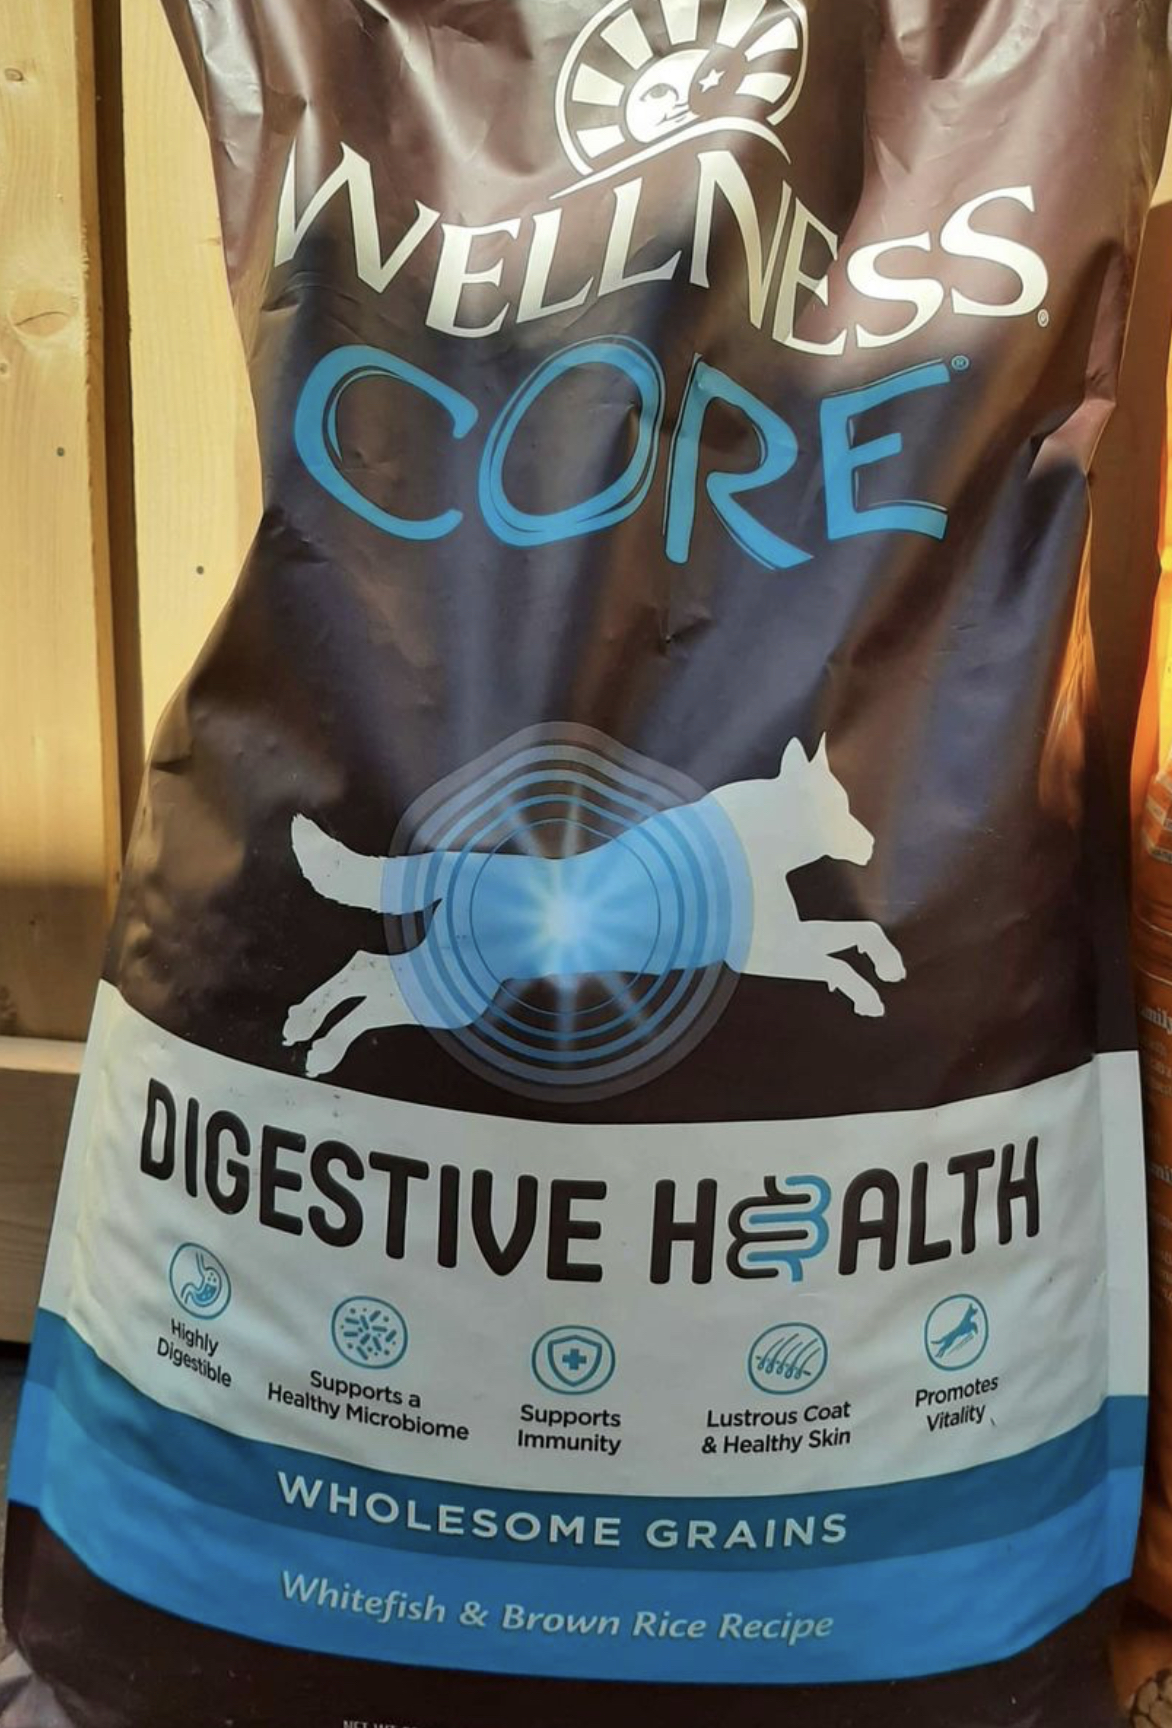 WELLNESS®
CORE®
DIGESTIVE HEALTH
Highly
Digestible
Supports a
Healthy Microbiome
Supports
Immunity
Lustrous Coat
& Healthy Skin
Promotes
Vitality
WHOLESOME GRAINS
Whitefish & Brown Rice Recipe